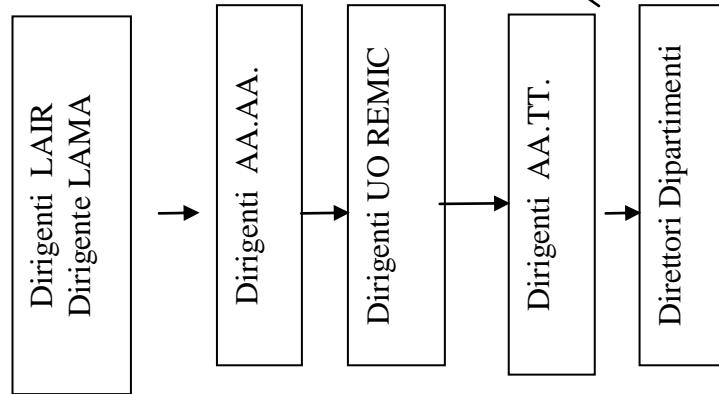 Dirigenti LAIR
Dirigente LAMA
Dirigenti AA.AA.
Dirigenti UO REMIC
Dirigenti AA.TT.
Direttori Dipartimenti